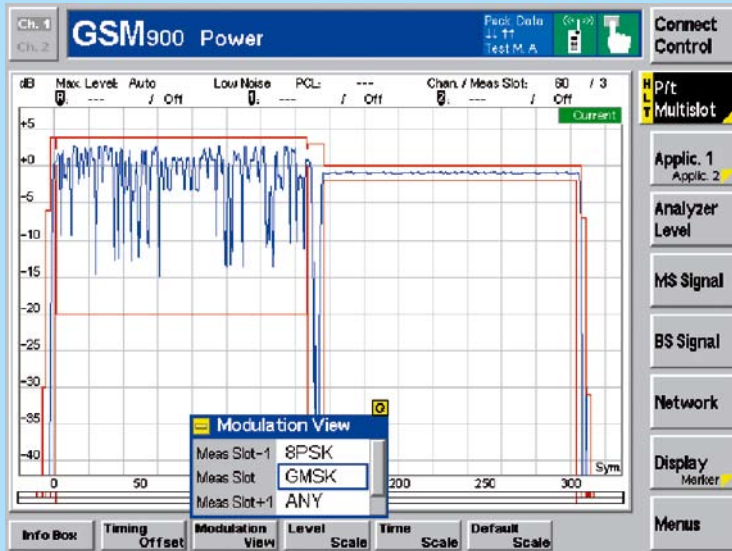 Ch. 1
Ch. 2
GSM900 Power
Pack Data
↓↓ ↑↑
Test M. A
Connect Control
dB Max. Level: Auto Low Noise PCL: --- Chan. / Meas Slot: 60 / 3
--- / Off --- / Off --- / Off
Current
+5
+0
-5
-10
-15
-20
-25
-30
-35
-40
0 200 250 300
Sym.
Modulation View
Meas Slot-1 8PSK
Meas Slot GMSK
Meas Slot+1 ANY
HLT
P/t Multislot
Applic. 1
Applic. 2
Analyzer Level
MS Signal
BS Signal
Network
Display
Marker
Menus
Info Box
Timing Offset
Modulation View
Level Scale
Time Scale
Default Scale